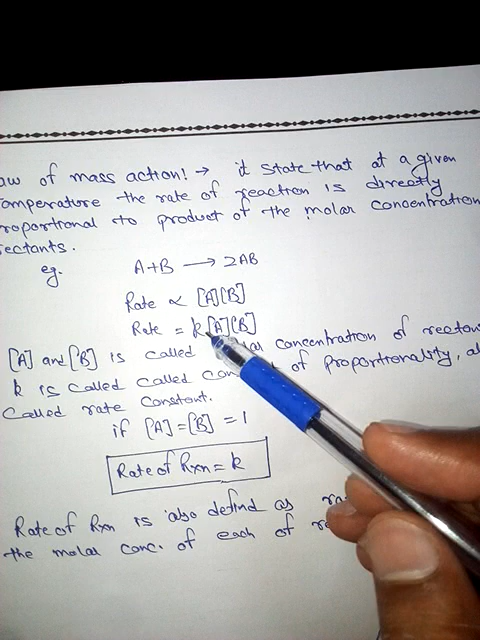 aw of mass action! → it state that at a given
emperature the rate of reaction is directly
roportional to product of the molar concentration
ectants.
eg. A+B → 2AB
Rate ∝ [A][B]
Rate = k[A][B]
[A] and [B] is called concentration of
k is called called con of proportionality,
Called rate constant.
if [A]=[B] = 1
Rate of Rxn = k
Rate of Rxn is also defind as
the molar conc. of each of